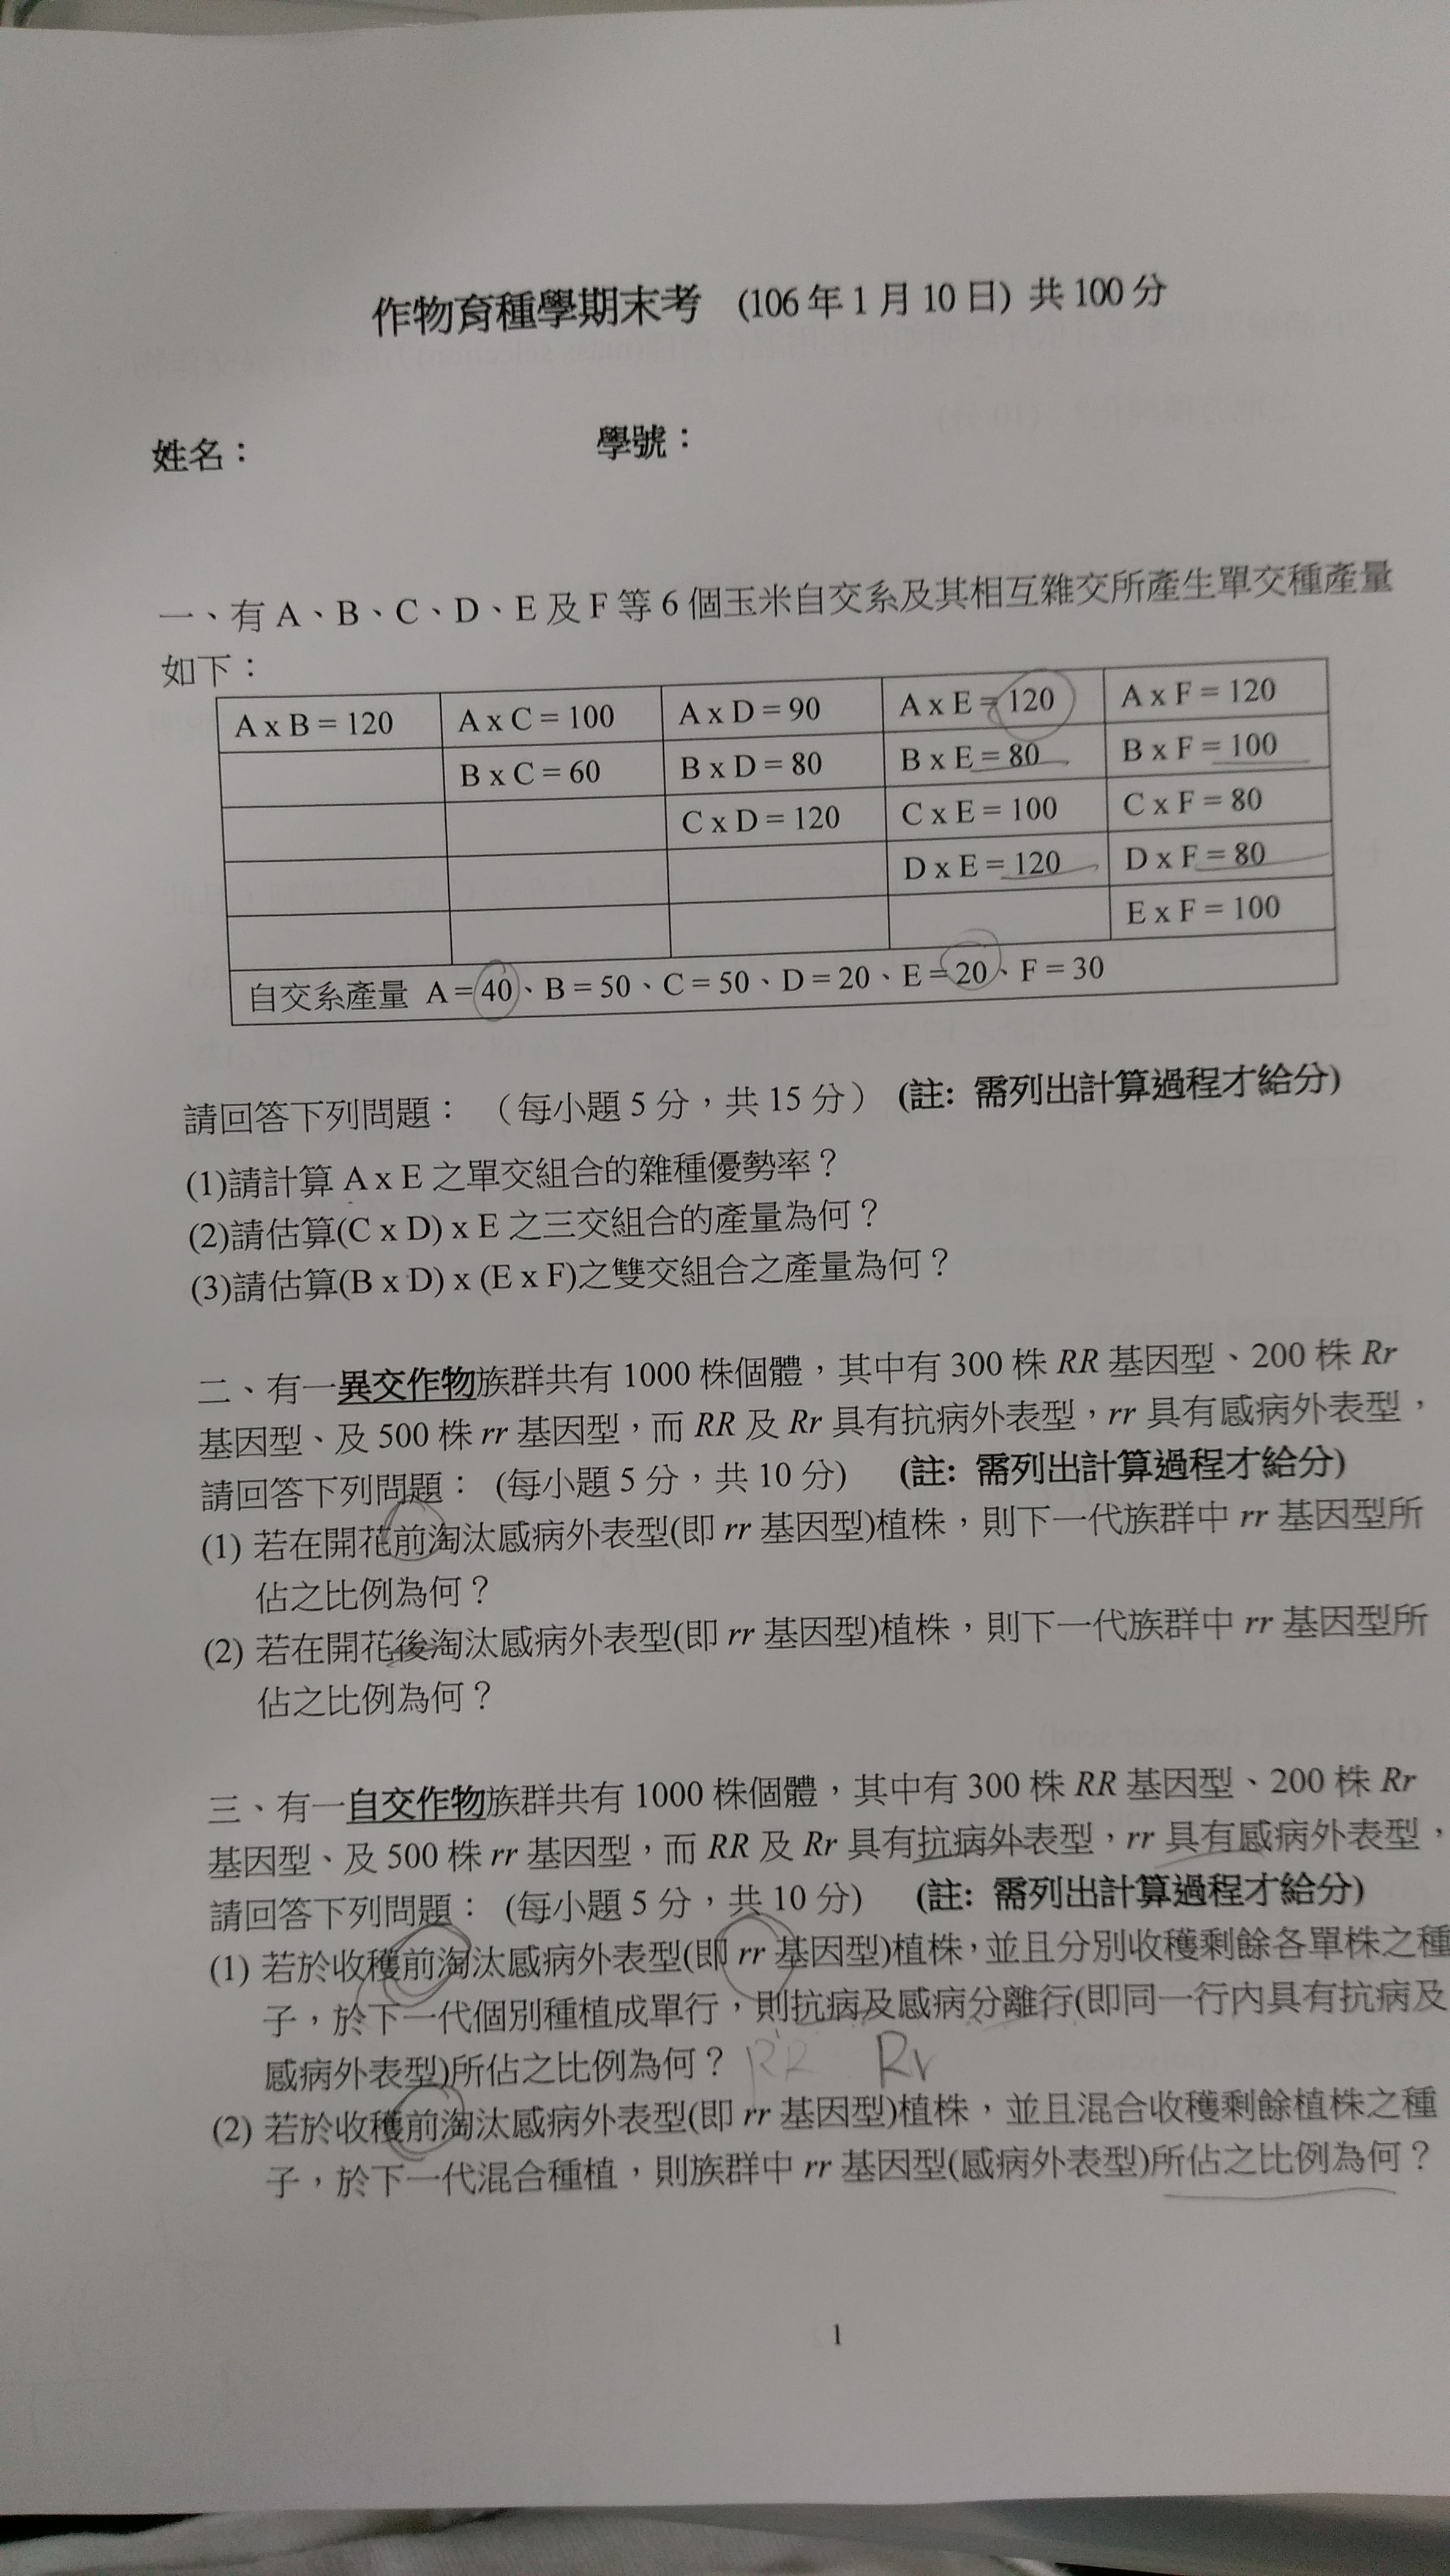 作物育種學期末考 (106 年 1 月 10 日) 共 100 分
姓名： 學號：
一、有 A、B、C、D、E 及 F 等 6 個玉米自交系及其相互雜交所產生單交種產量
如下：
A x B = 120 A x C = 100 A x D = 90 A x E = 120 A x F = 120
B x C = 60 B x D = 80 B x E = 80 B x F = 100
C x D = 120 C x E = 100 C x F = 80
D x E = 120 D x F = 80
E x F = 100
自交系產量 A = 40、B = 50、C = 50、D = 20、E = 20、F = 30
請回答下列問題： （每小題 5 分，共 15 分） (註: 需列出計算過程才給分)
(1)請計算 A x E 之單交組合的雜種優勢率？
(2)請估算(C x D) x E 之三交組合的產量為何？
(3)請估算(B x D) x (E x F)之雙交組合之產量為何？
二、有一異交作物族群共有 1000 株個體，其中有 300 株 RR 基因型、200 株 Rr
基因型、及 500 株 rr 基因型，而 RR 及 Rr 具有抗病外表型，rr 具有感病外表型，
請回答下列問題： (每小題 5 分，共 10 分) (註: 需列出計算過程才給分)
(1) 若在開花前淘汰感病外表型(即 rr 基因型)植株，則下一代族群中 rr 基因型所
佔之比例為何？
(2) 若在開花後淘汰感病外表型(即 rr 基因型)植株，則下一代族群中 rr 基因型所
佔之比例為何？
三、有一自交作物族群共有 1000 株個體，其中有 300 株 RR 基因型、200 株 Rr
基因型、及 500 株 rr 基因型，而 RR 及 Rr 具有抗病外表型，rr 具有感病外表型，
請回答下列問題： (每小題 5 分，共 10 分) (註: 需列出計算過程才給分)
(1) 若於收穫前淘汰感病外表型(即 rr 基因型)植株，並且分別收穫剩餘各單株之種
子，於下一代個別種植成單行，則抗病及感病分離行(即同一行內具有抗病及
感病外表型)所佔之比例為何？ RR Rr
(2) 若於收穫前淘汰感病外表型(即 rr 基因型)植株，並且混合收穫剩餘植株之種
子，於下一代混合種植，則族群中 rr 基因型(感病外表型)所佔之比例為何？
1